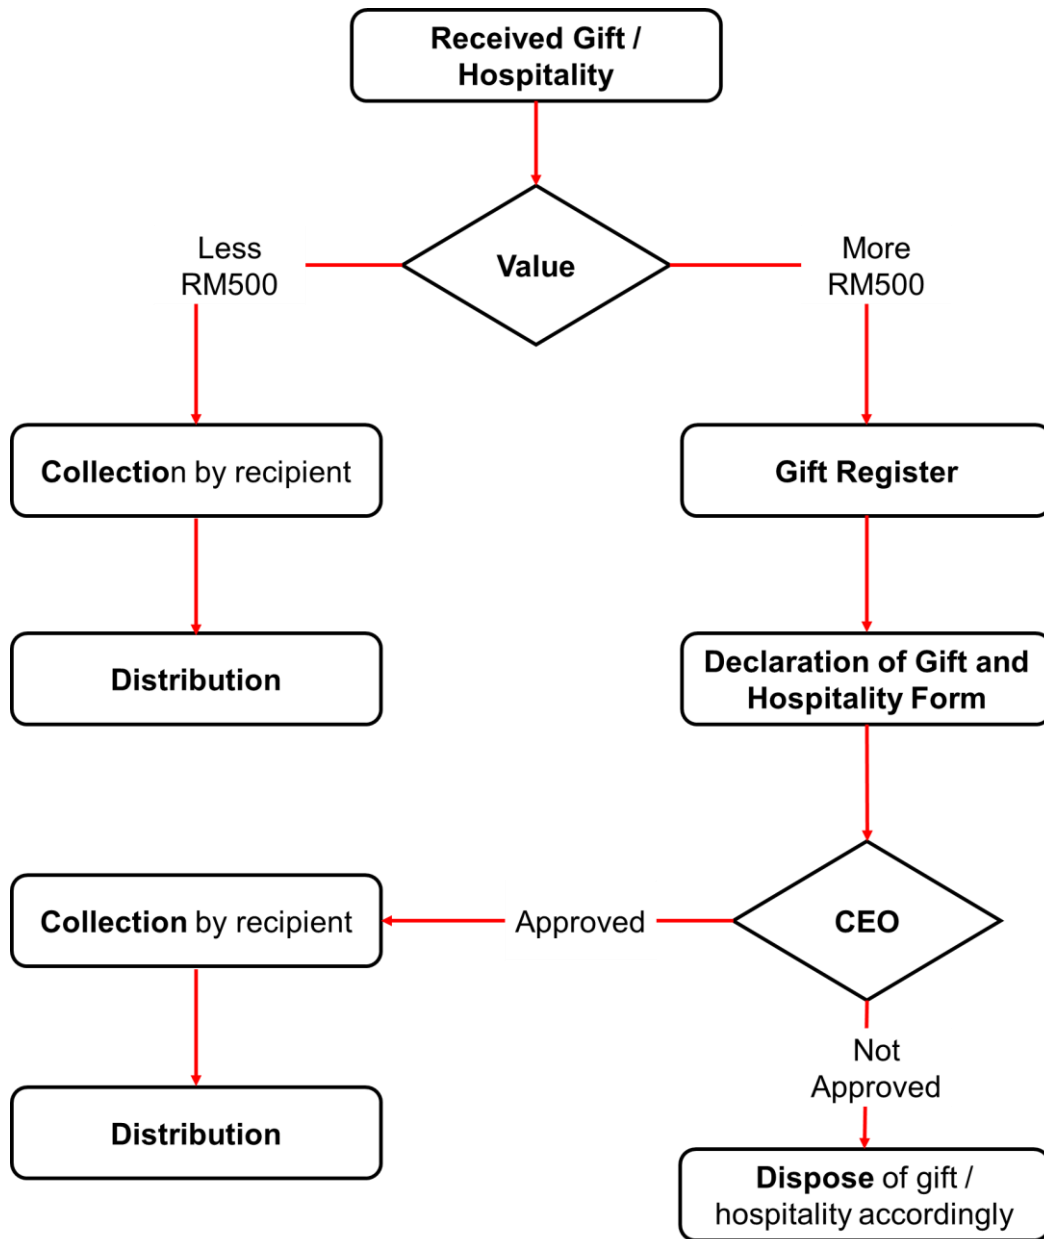 Received Gift /
Hospitality
Value
Less
RM500
More
RM500
Collection by recipient
Gift Register
Distribution
Declaration of Gift and
Hospitality Form
Collection by recipient
Approved
CEO
Not
Approved
Distribution
Dispose of gift /
hospitality accordingly